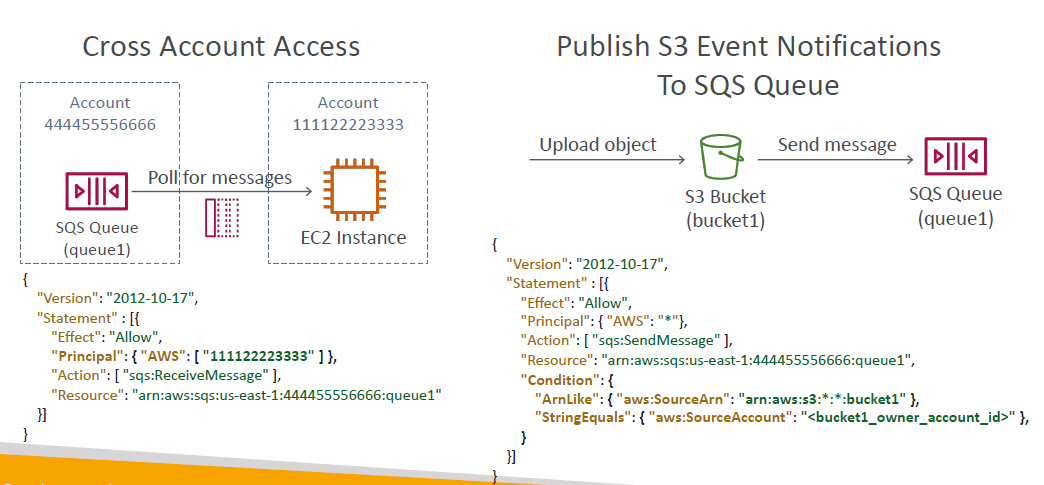 Cross Account Access
Account
444455556666
Account
111122223333
Poll for messages
SQS Queue
(queue1)
EC2 Instance
{
"Version": "2012-10-17",
"Statement" : [{
"Effect": "Allow",
"Principal": { "AWS": [ "111122223333" ] },
"Action": [ "sqs:ReceiveMessage" ],
"Resource": "arn:aws:sqs:us-east-1:444455556666:queue1"
}]
}
Publish S3 Event Notifications
To SQS Queue
Upload object
Send message
S3 Bucket
(bucket1)
SQS Queue
(queue1)
{
"Version": "2012-10-17",
"Statement" : [{
"Effect": "Allow",
"Principal": { "AWS": "*"},
"Action": [ "sqs:SendMessage" ],
"Resource": "arn:aws:sqs:us-east-1:444455556666:queue1",
"Condition": {
"ArnLike": { "aws:SourceArn": "arn:aws:s3:*:*:bucket1" },
"StringEquals": { "aws:SourceAccount": "<bucket1_owner_account_id>" },
}
}]
}